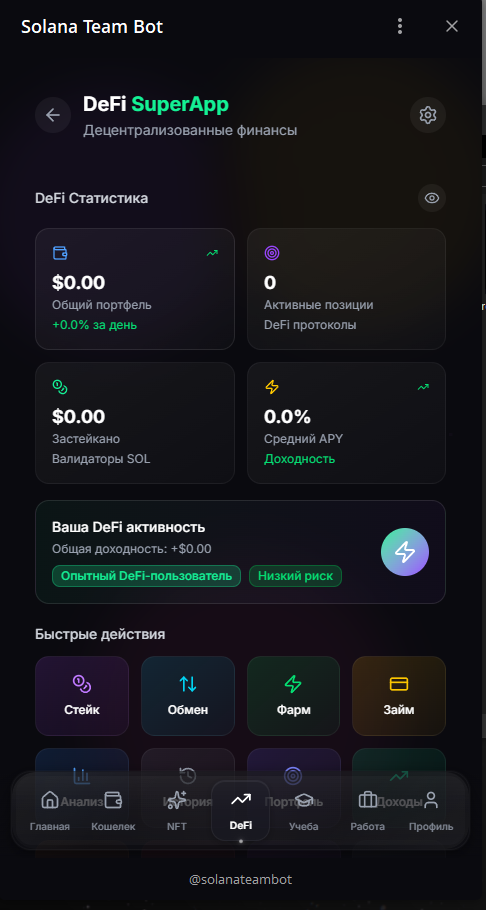 Solana Team Bot
DeFi SuperApp
Децентрализованные финансы
DeFi Статистика
$0.00
Общий портфель
+0.0% за день
0
Активные позиции
DeFi протоколы
$0.00
Застейкано
Валидаторы SOL
0.0%
Средний APY
Доходность
Ваша DeFi активность
Общая доходность: +$0.00
Опытный DeFi-пользователь
Низкий риск
Быстрые действия
Стейк
Обмен
Фарм
Займ
Анализ
История
Портфель
Доходы
Главная
Кошелек
NFT
DeFi
Учеба
Работа
Профиль
@solanateambot